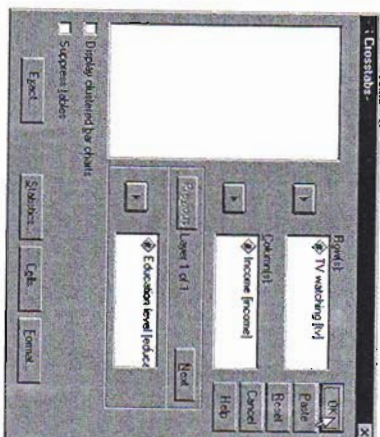 Crosstabs
Row(s):
TV watching [tv]
Column(s):
Income [income]
OK
Paste
Reset
Cancel
Help
Previous
Layer 1 of 1
Next
Education level [educa
Display clustered bar charts
Suppress tables
Exact...
Statistics...
Cells...
Format...